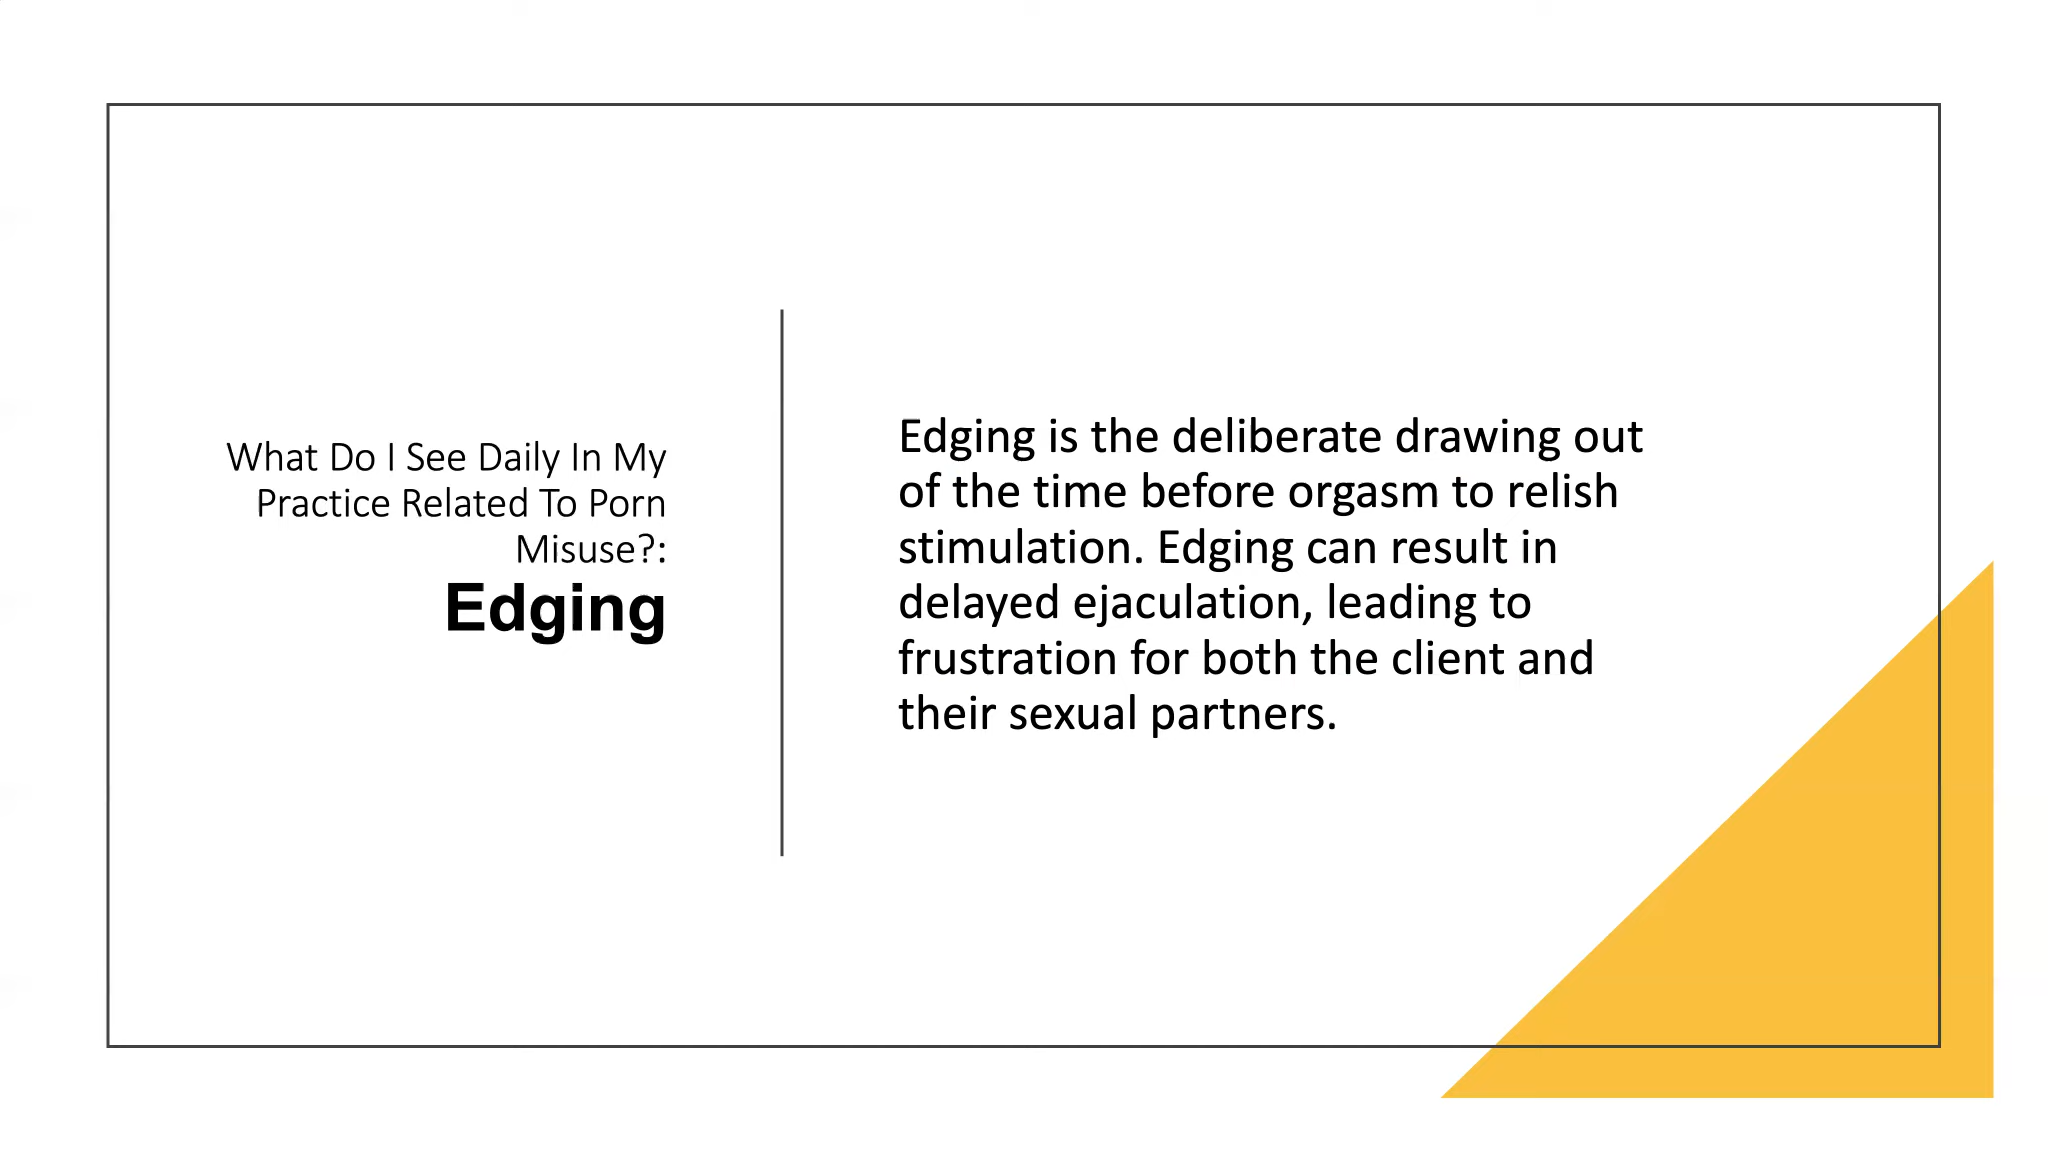 What Do I See Daily In My
Practice Related To Porn
Misuse?:
Edging
Edging is the deliberate drawing out
of the time before orgasm to relish
stimulation. Edging can result in
delayed ejaculation, leading to
frustration for both the client and
their sexual partners.